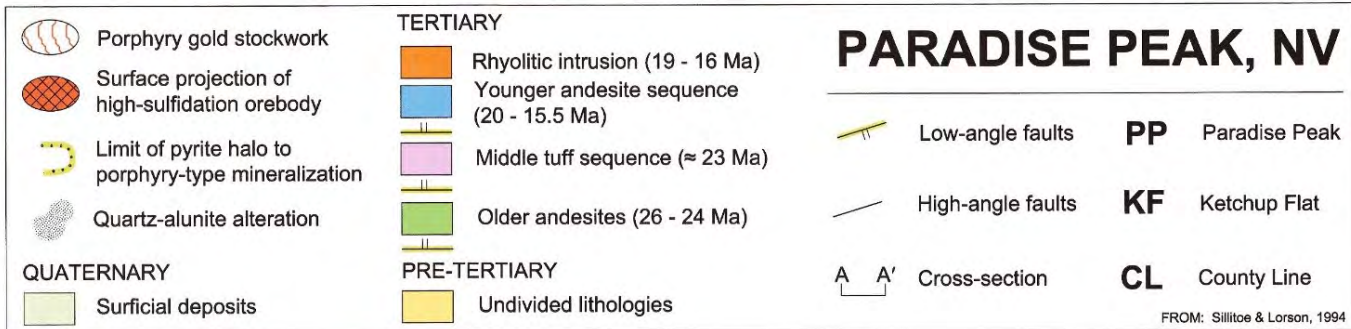 Porphyry gold stockwork
Surface projection of
high-sulfidation orebody
Limit of pyrite halo to
porphyry-type mineralization
Quartz-alunite alteration
QUATERNARY
Surficial deposits
TERTIARY
Rhyolitic intrusion (19 - 16 Ma)
Younger andesite sequence
(20 - 15.5 Ma)
Middle tuff sequence (≈ 23 Ma)
Older andesites (26 - 24 Ma)
PRE-TERTIARY
Undivided lithologies
PARADISE PEAK, NV
Low-angle faults
PP Paradise Peak
High-angle faults
KF Ketchup Flat
A A' Cross-section
CL County Line
FROM: Sillitoe & Lorson, 1994